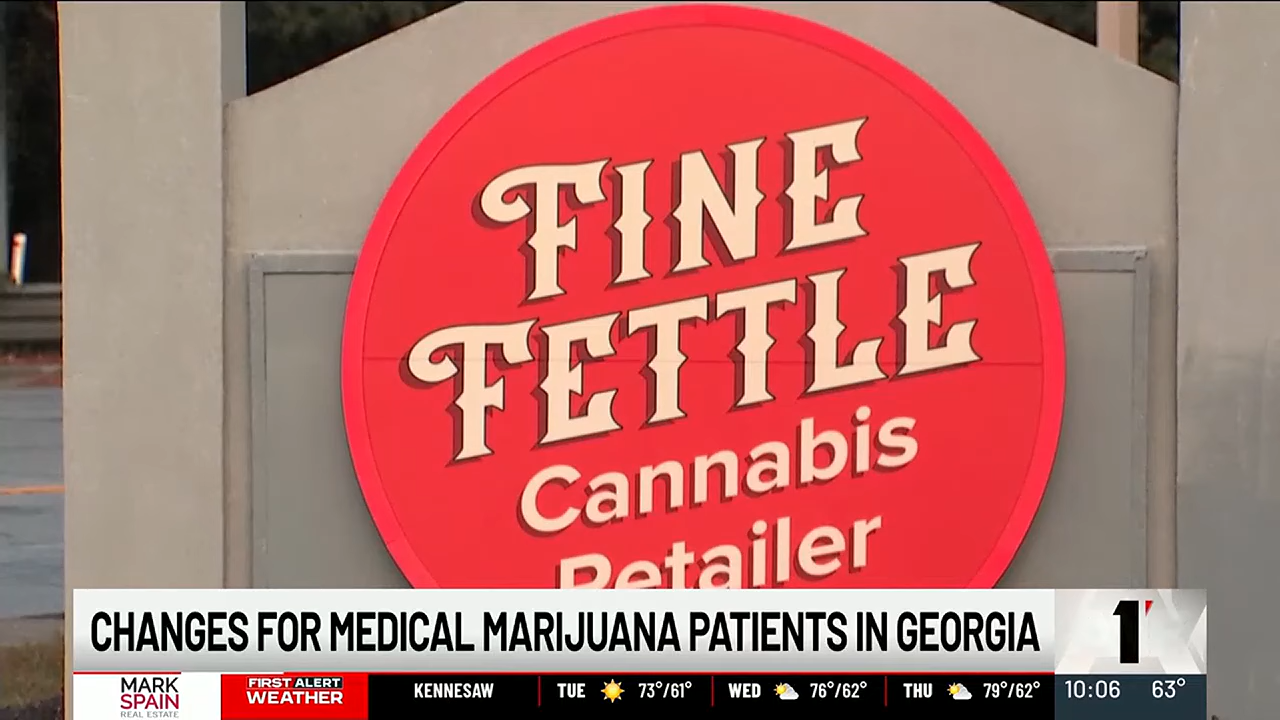 FINE
FETTLE
Cannabis
Retailer
CHANGES FOR MEDICAL MARIJUANA PATIENTS IN GEORGIA
1
MARK
SPAIN
REAL ESTATE
FIRST ALERT
WEATHER
KENNESAW
TUE 73°/61°
WED 76°/62°
THU 79°/62°
10:06 63°